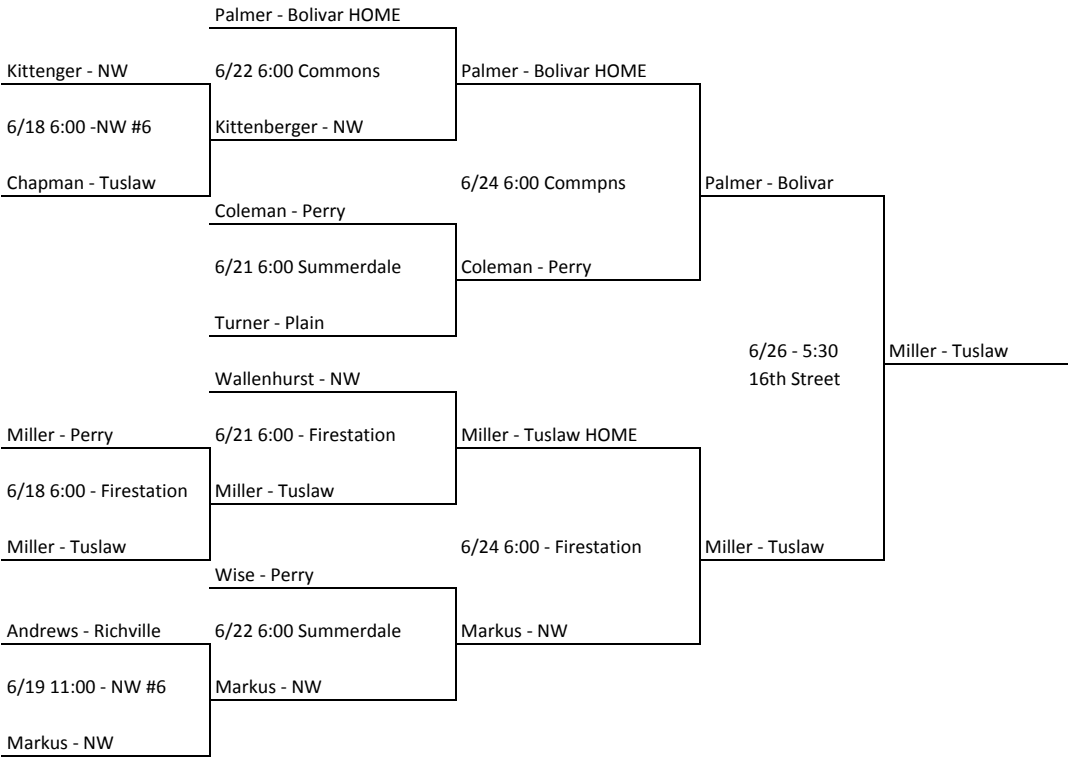 Palmer - Bolivar HOME
Kittenger - NW
6/22 6:00 Commons
Palmer - Bolivar HOME
6/18 6:00 -NW #6
Kittenberger - NW
Chapman - Tuslaw
6/24 6:00 Commpns
Palmer - Bolivar
Coleman - Perry
6/21 6:00 Summerdale
Coleman - Perry
Turner - Plain
6/26 - 5:30
Miller - Tuslaw
Wallenhurst - NW
16th Street
Miller - Perry
6/21 6:00 - Firestation
Miller - Tuslaw HOME
6/18 6:00 - Firestation
Miller - Tuslaw
Miller - Tuslaw
6/24 6:00 - Firestation
Miller - Tuslaw
Wise - Perry
Andrews - Richville
6/22 6:00 Summerdale
Markus - NW
6/19 11:00 - NW #6
Markus - NW
Markus - NW